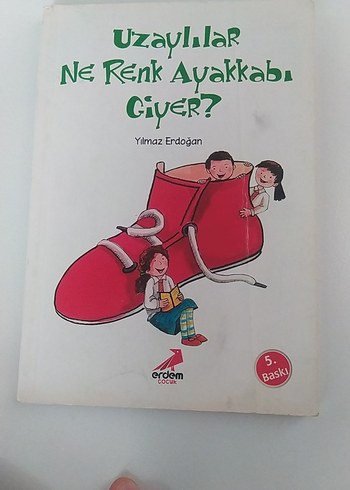 Uzaylılar
Ne Renk Ayakkabı
Giyer?
Yılmaz Erdoğan
erdem
çocuk
5.
Baskı